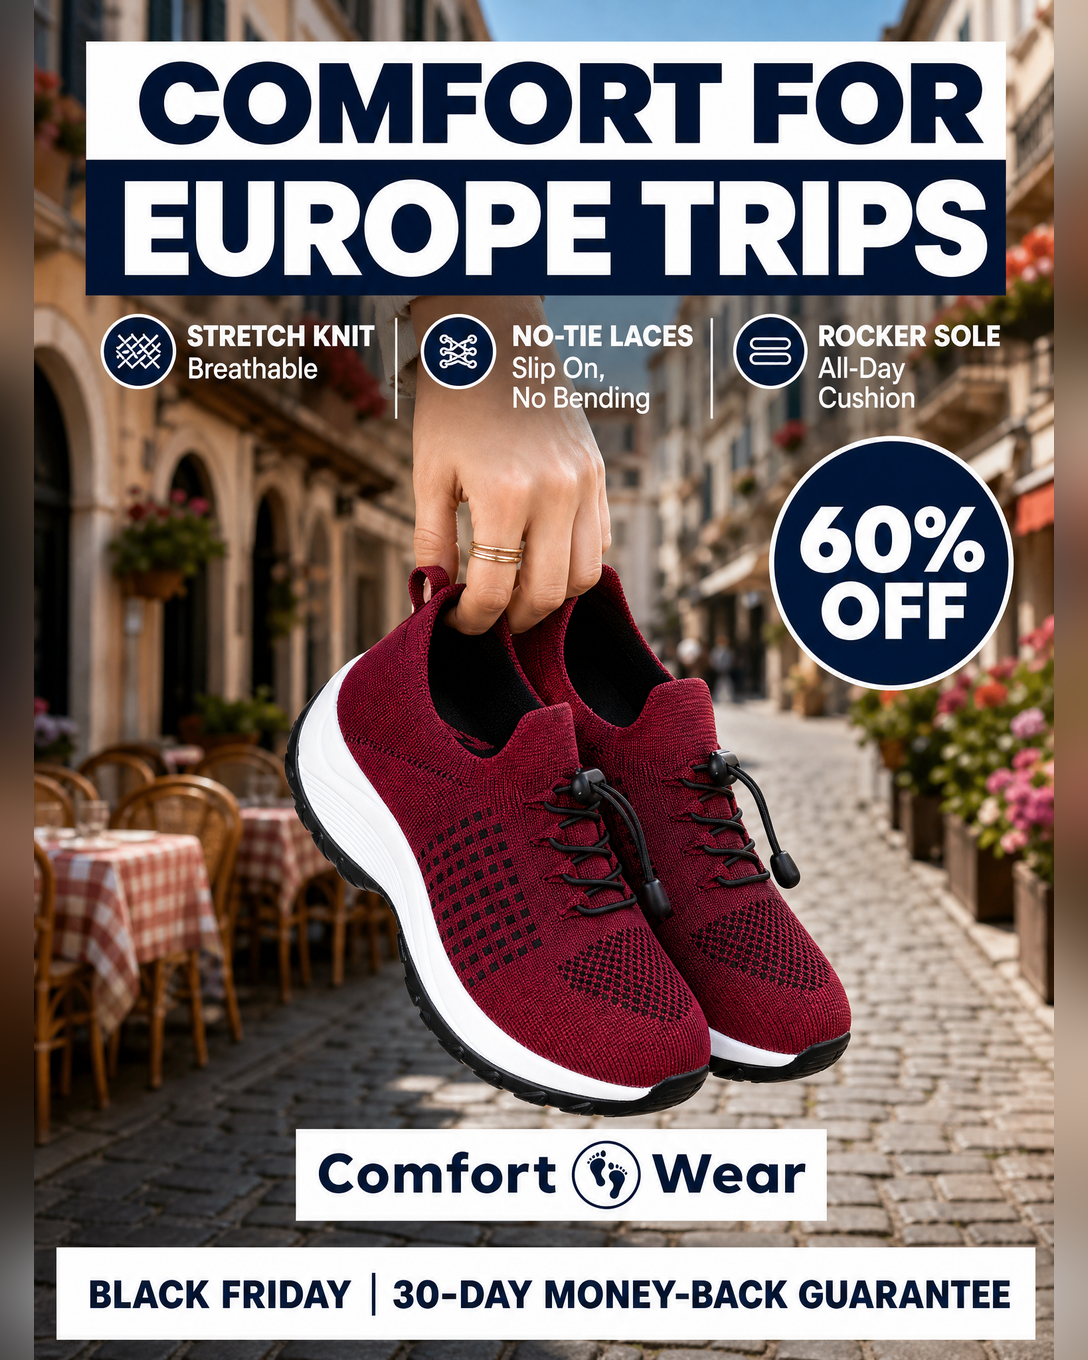 COMFORT FOR
EUROPE TRIPS
STRETCH KNIT
Breathable
NO-TIE LACES
Slip On,
No Bending
ROCKER SOLE
All-Day
Cushion
60%
OFF
Comfort Wear
BLACK FRIDAY | 30-DAY MONEY-BACK GUARANTEE